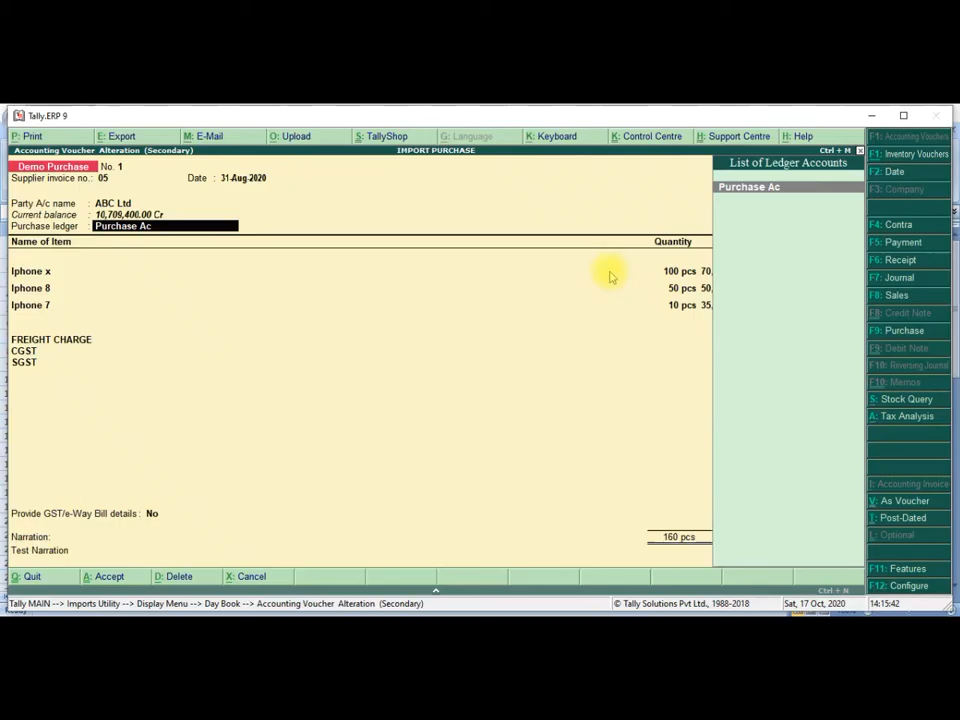 Tally.ERP 9
P: Print E: Export M: E-Mail O: Upload S: TallyShop G: Language K: Keyboard K: Control Centre H: Support Centre H: Help
F1: Accounting Vouchers
Accounting Voucher Alteration (Secondary) IMPORT PURCHASE Ctrl + M
F1: Inventory Vouchers
Demo Purchase No. 1
List of Ledger Accounts
Supplier invoice no.: 05 Date : 31-Aug-2020
F2: Date
Purchase Ac
F3: Company
Party A/c name : ABC Ltd
Current balance : 10,709,400.00 Cr
Purchase ledger : Purchase Ac
F4: Contra
Name of Item Quantity
F5: Payment
F6: Receipt
Iphone x 100 pcs 70,
F7: Journal
Iphone 8 50 pcs 50,
F8: Sales
Iphone 7 10 pcs 35,
F8: Credit Note
F9: Purchase
FREIGHT CHARGE
F9: Debit Note
CGST
SGST
F10: Reversing Journal
F10: Memos
S: Stock Query
A: Tax Analysis
I: Accounting Invoice
V: As Voucher
Provide GST/e-Way Bill details : No
T: Post-Dated
Narration: 160 pcs
L: Optional
Test Narration
F11: Features
Q: Quit A: Accept D: Delete X: Cancel
F12: Configure
Ctrl + N
Tally MAIN --> Imports Utility --> Display Menu --> Day Book --> Accounting Voucher Alteration (Secondary) © Tally Solutions Pvt Ltd., 1988-2018 Sat, 17 Oct, 2020 14:15:42